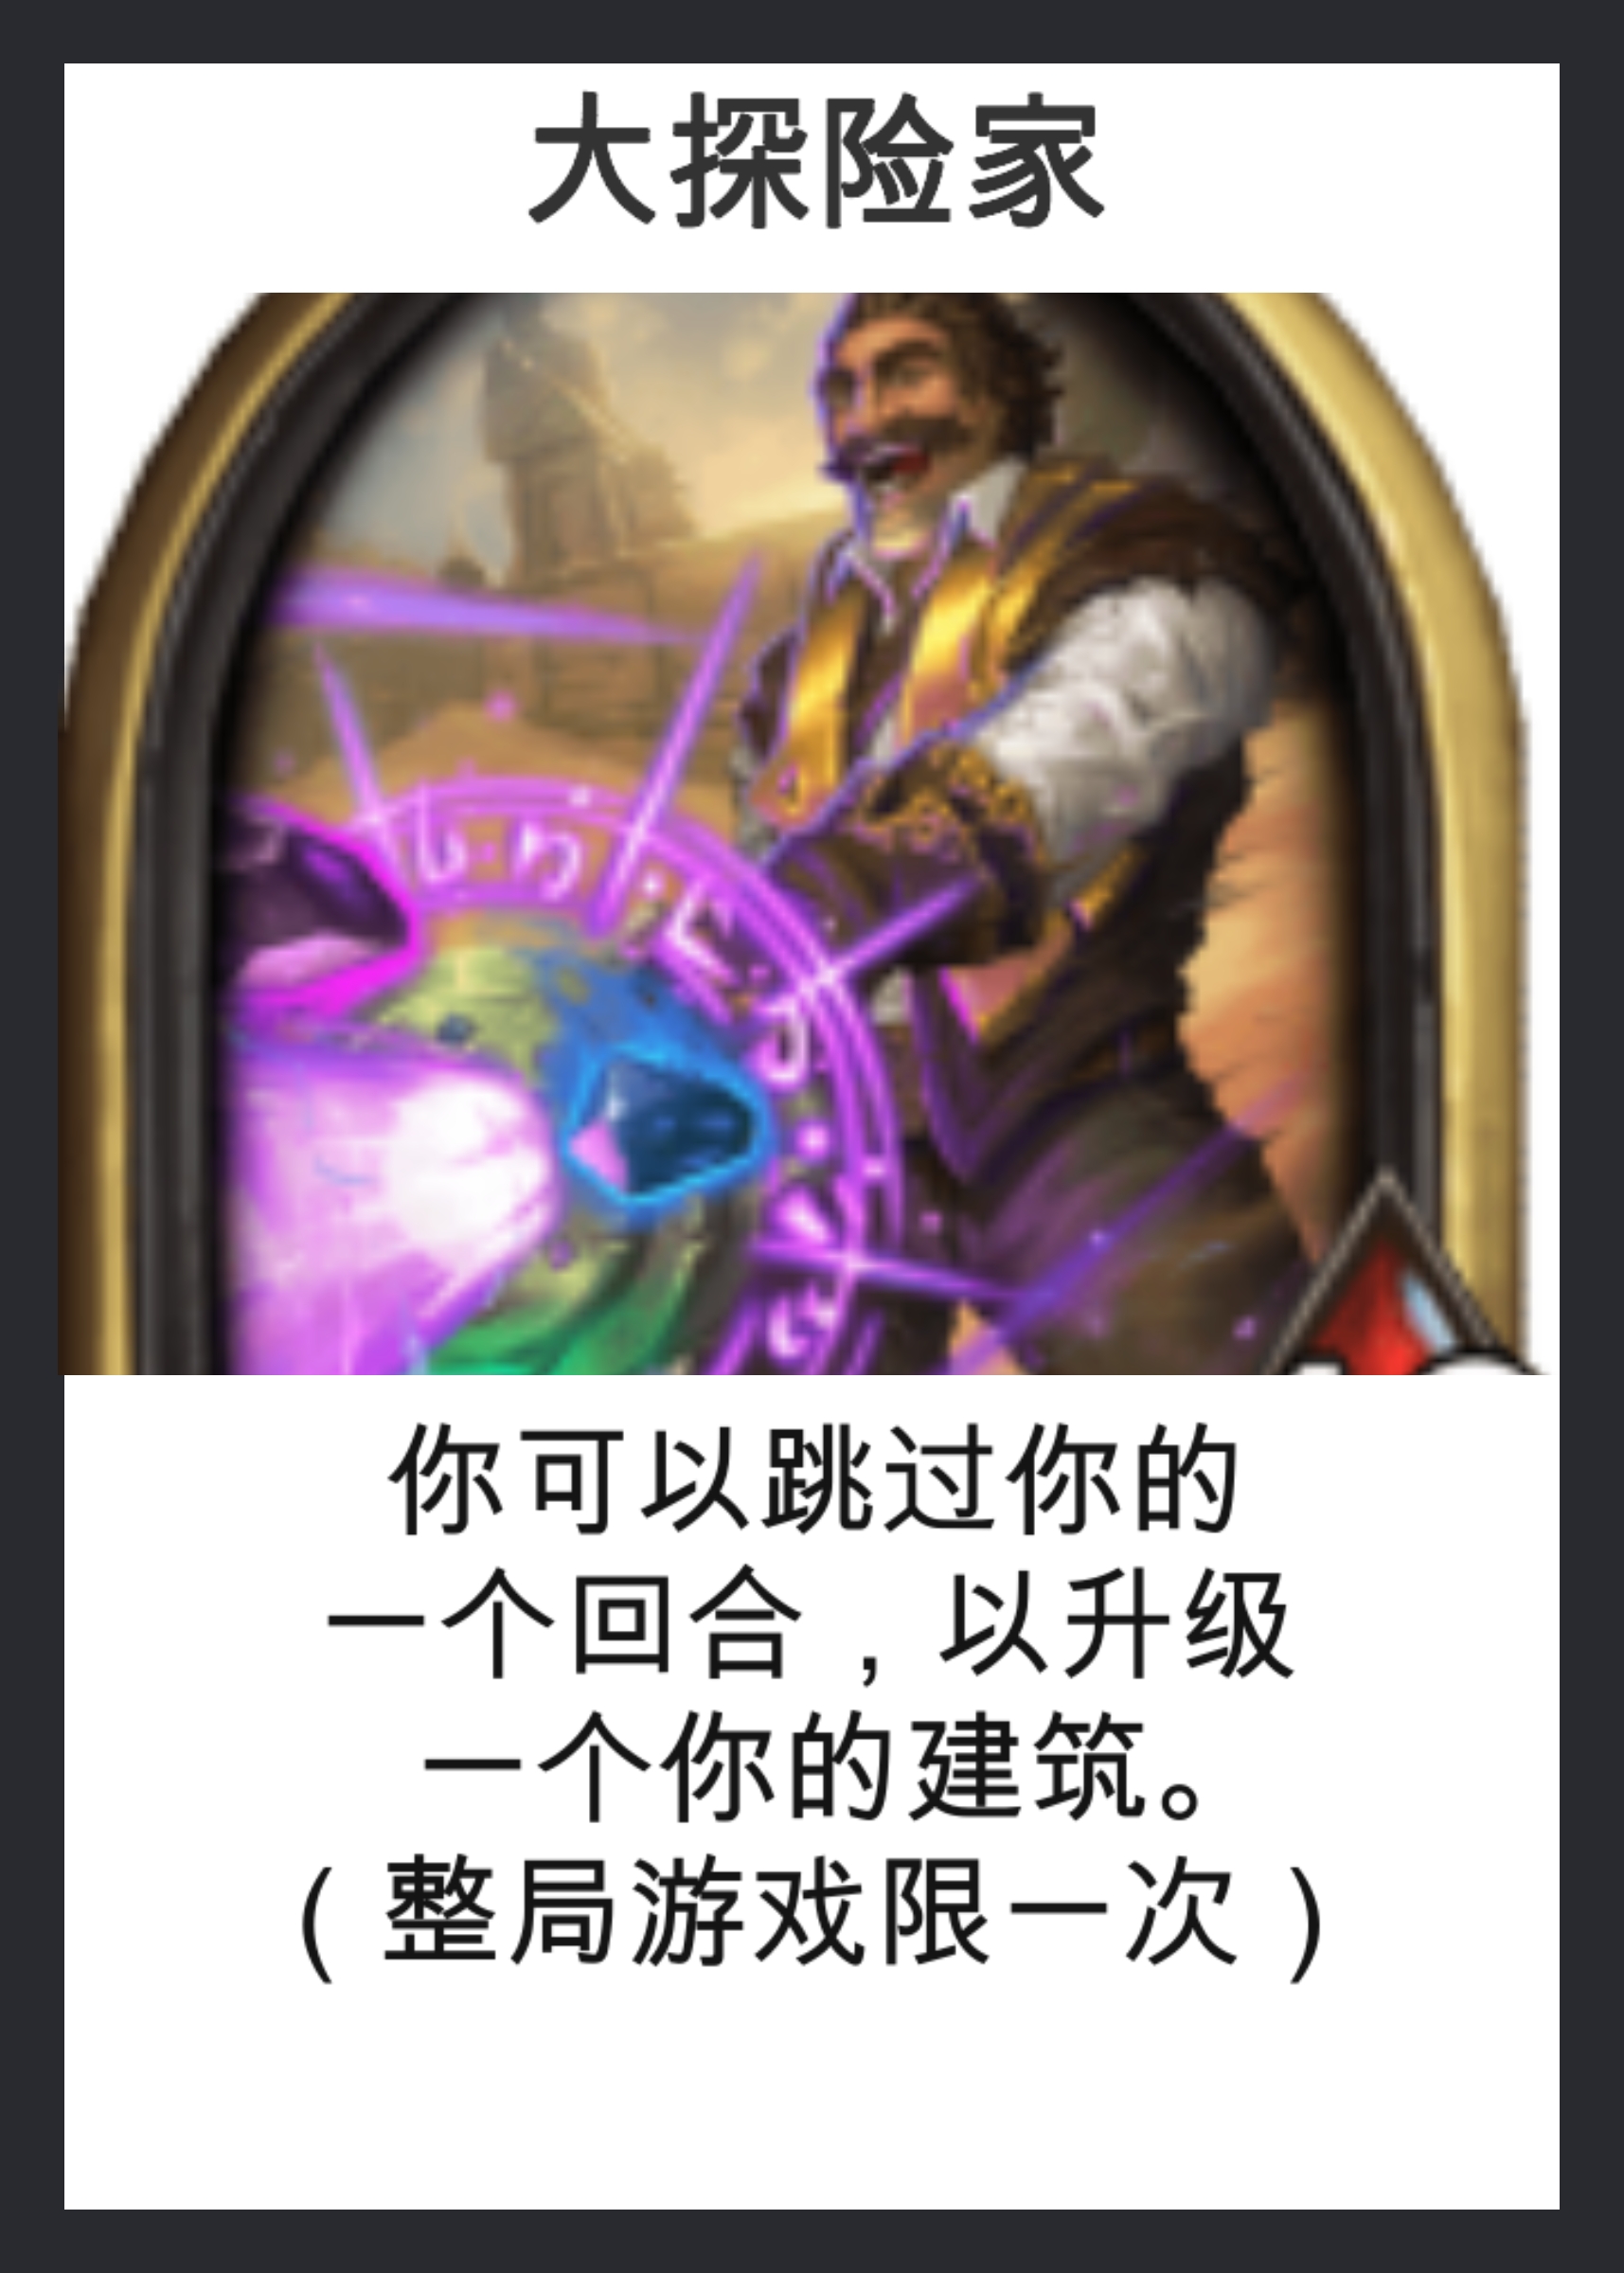 大探险家
你可以跳过你的
一个回合，以升级
一个你的建筑。
（整局游戏限一次）